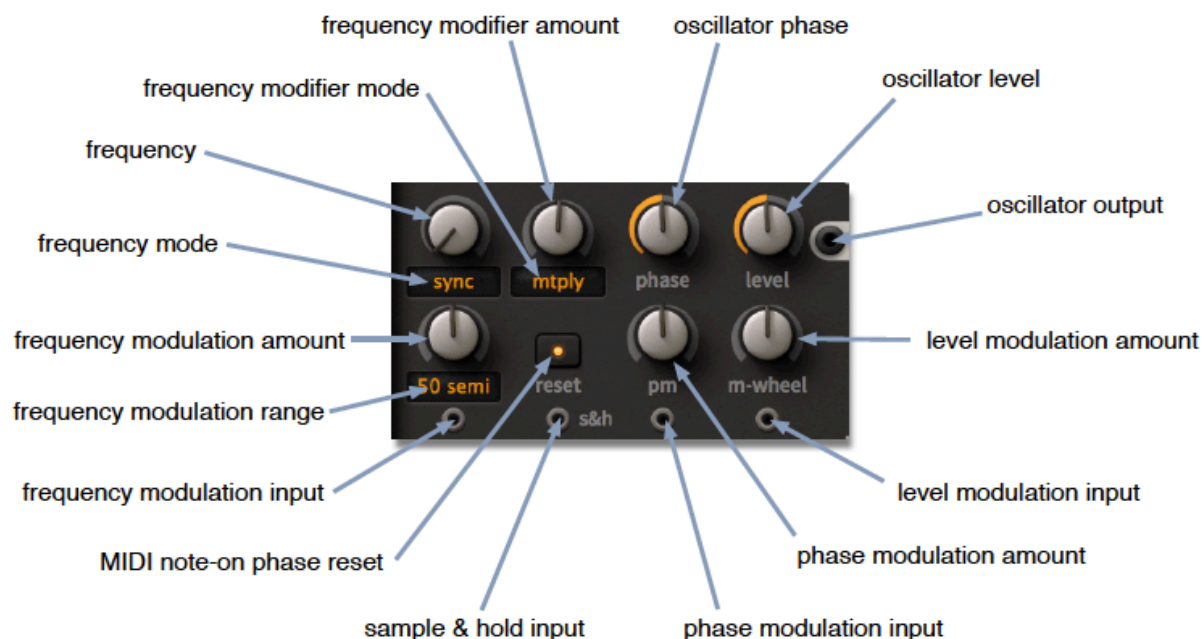 frequency modifier amount
oscillator phase
frequency modifier mode
oscillator level
frequency
oscillator output
frequency mode
sync
mtply
phase
level
frequency modulation amount
level modulation amount
50 semi
reset
pm
m-wheel
frequency modulation range
s&h
frequency modulation input
level modulation input
MIDI note-on phase reset
phase modulation amount
sample & hold input
phase modulation input